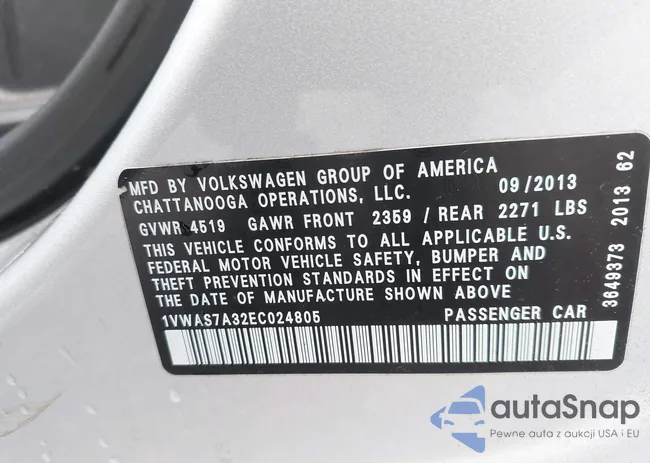 MFD BY VOLKSWAGEN GROUP OF AMERICA
CHATTANOOGA OPERATIONS, LLC. 09/2013
GVWR 4519 GAWR FRONT 2359 / REAR 2271 LBS
THIS VEHICLE CONFORMS TO ALL APPLICABLE U.S.
FEDERAL MOTOR VEHICLE SAFETY, BUMPER AND
THEFT PREVENTION STANDARDS IN EFFECT ON
THE DATE OF MANUFACTURE SHOWN ABOVE
1VWAS7A32EC024805 PASSENGER CAR
3649373 2013 62
autaSnap
Pewne auta z aukcji USA i EU